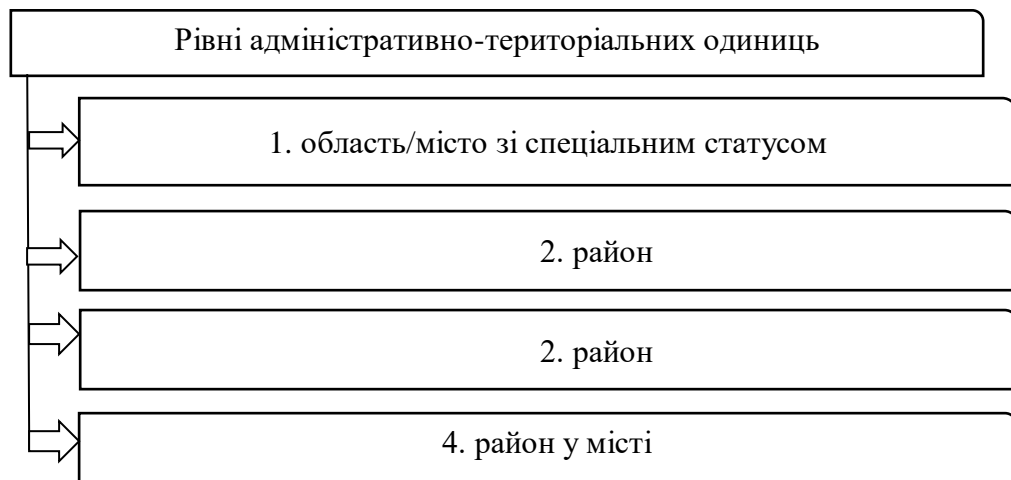 Рівні адміністративно-територіальних одиниць
1. область/місто зі спеціальним статусом
2. район
2. район
4. район у місті